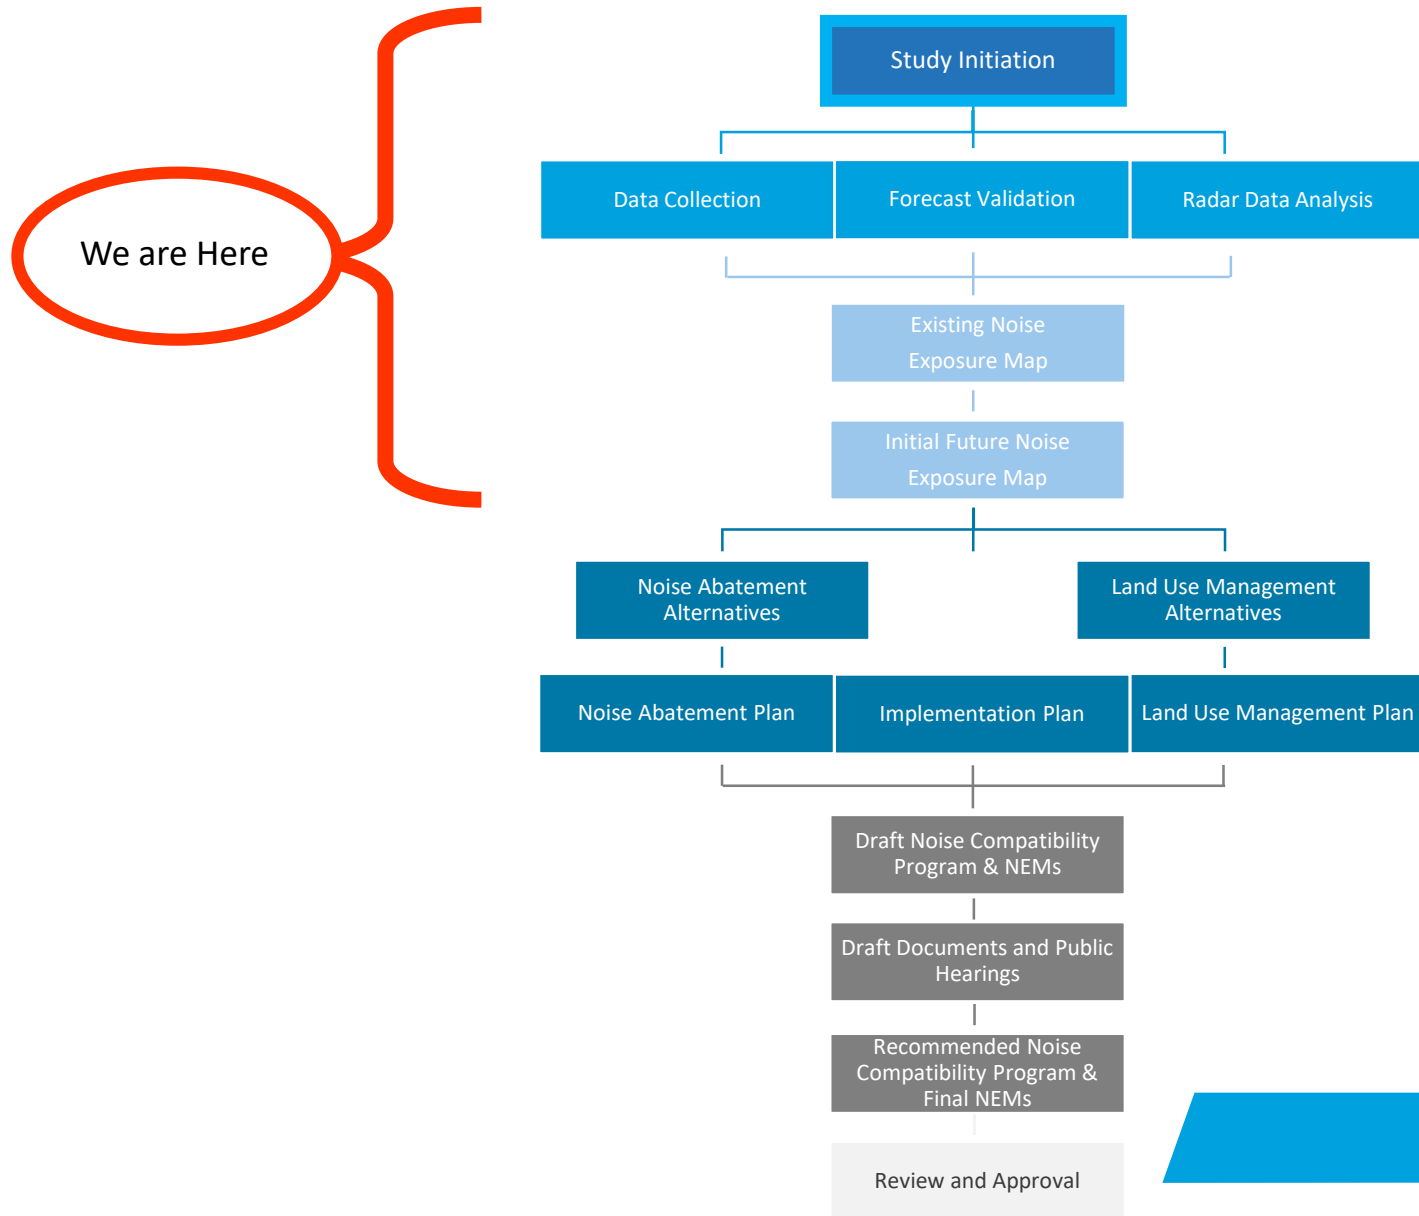 Study Initiation
Data Collection
Forecast Validation
Radar Data Analysis
We are Here
Existing Noise
Exposure Map
Initial Future Noise
Exposure Map
Noise Abatement
Alternatives
Land Use Management
Alternatives
Noise Abatement Plan
Implementation Plan
Land Use Management Plan
Draft Noise Compatibility
Program & NEMs
Draft Documents and Public
Hearings
Recommended Noise
Compatibility Program &
Final NEMs
Review and Approval